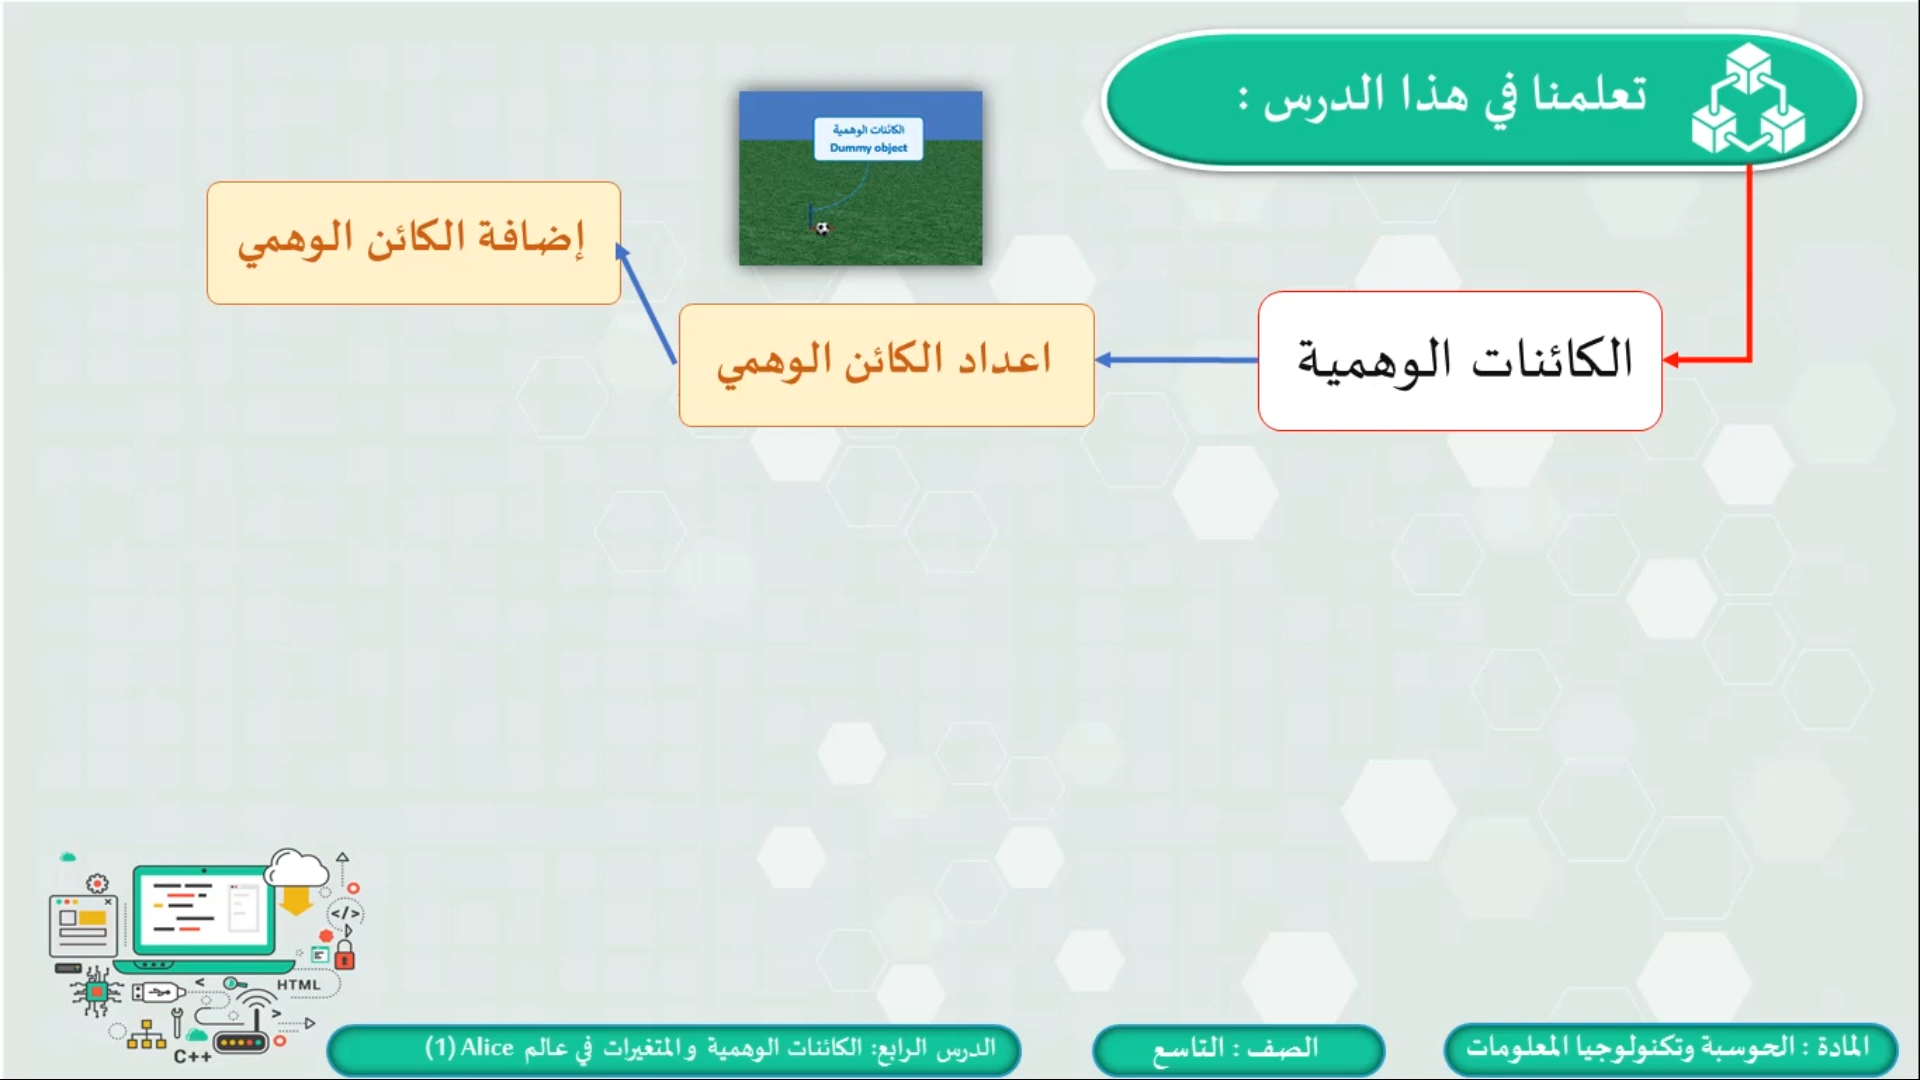 تعلمنا في هذا الدرس :
الكائنات الوهمية
Dummy object
إضافة الكائن الوهمي
اعداد الكائن الوهمي
الكائنات الوهمية
</>
HTML
C++
المادة : الحوسبة وتكنولوجيا المعلومات
الصف : التاسع
الدرس الرابع: الكائنات الوهمية و المتغيرات في عالم Alice (1)